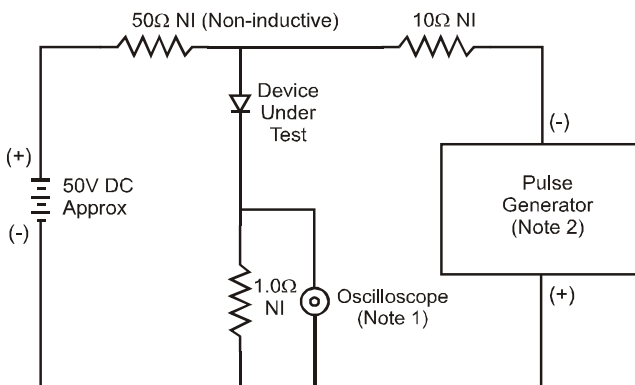 50Ω NI (Non-inductive)
10Ω NI
Device
Under
Test
(-)
(+)
50V DC
Approx
(-)
Pulse
Generator
(Note 2)
(+)
1.0Ω
NI
Oscilloscope
(Note 1)